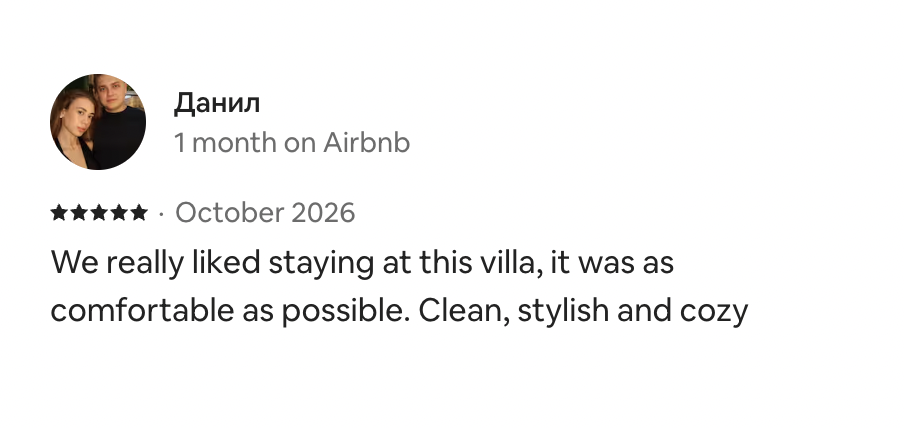 Данил
1 month on Airbnb
★★★★★ · October 2026
We really liked staying at this villa, it was as
comfortable as possible. Clean, stylish and cozy